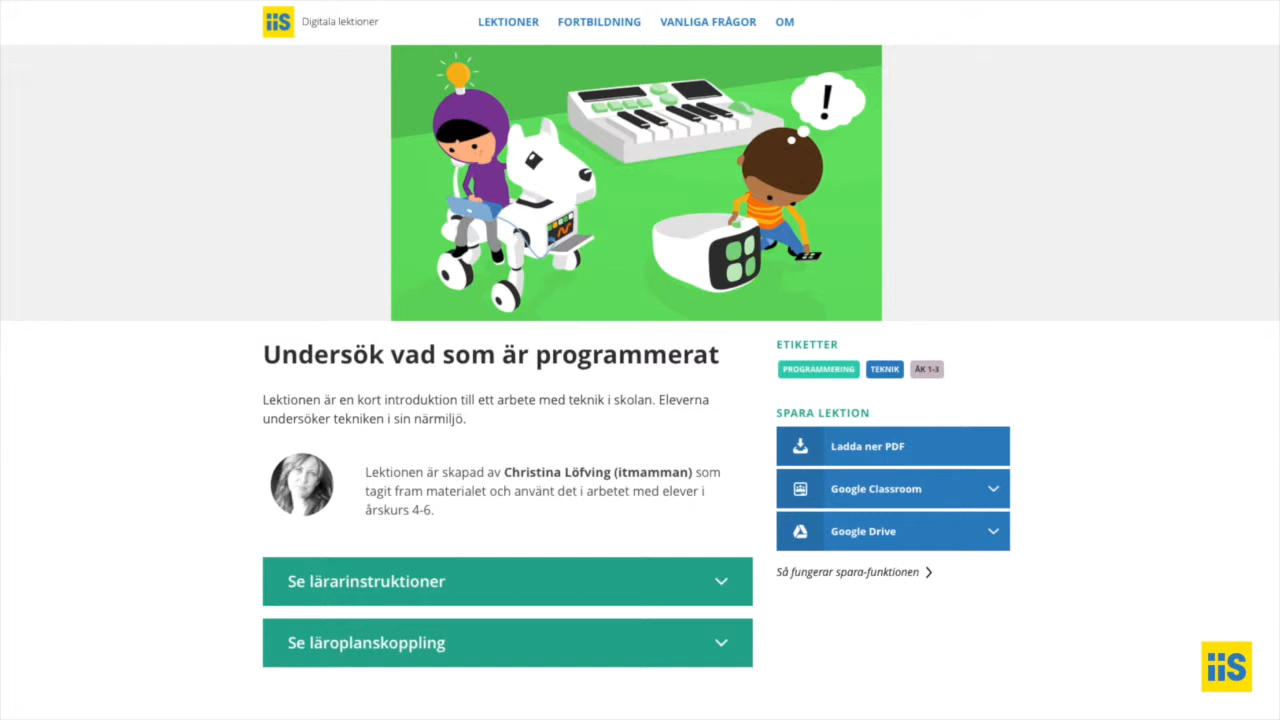 iiS Digitala lektioner
LEKTIONER FORTBILDNING VANLIGA FRÅGOR OM
!
Undersök vad som är programmerat
Lektionen är en kort introduktion till ett arbete med teknik i skolan. Eleverna
undersöker tekniken i sin närmiljö.
Lektionen är skapad av Christina Löfving (itmamman) som
tagit fram materialet och använt det i arbetet med elever i
årskurs 4-6.
Se lärarinstruktioner
Se läroplanskoppling
ETIKETTER
PROGRAMMERING TEKNIK ÅK 1-3
SPARA LEKTION
Ladda ner PDF
Google Classroom
Google Drive
Så fungerar spara-funktionen
iiS